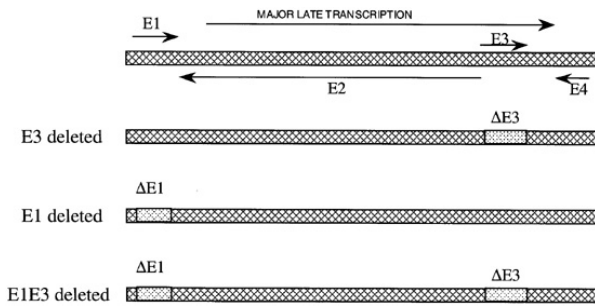 MAJOR LATE TRANSCRIPTION
E1
E3
E2
E4
ΔE3
E3 deleted
ΔE1
E1 deleted
ΔE1
ΔE3
E1E3 deleted